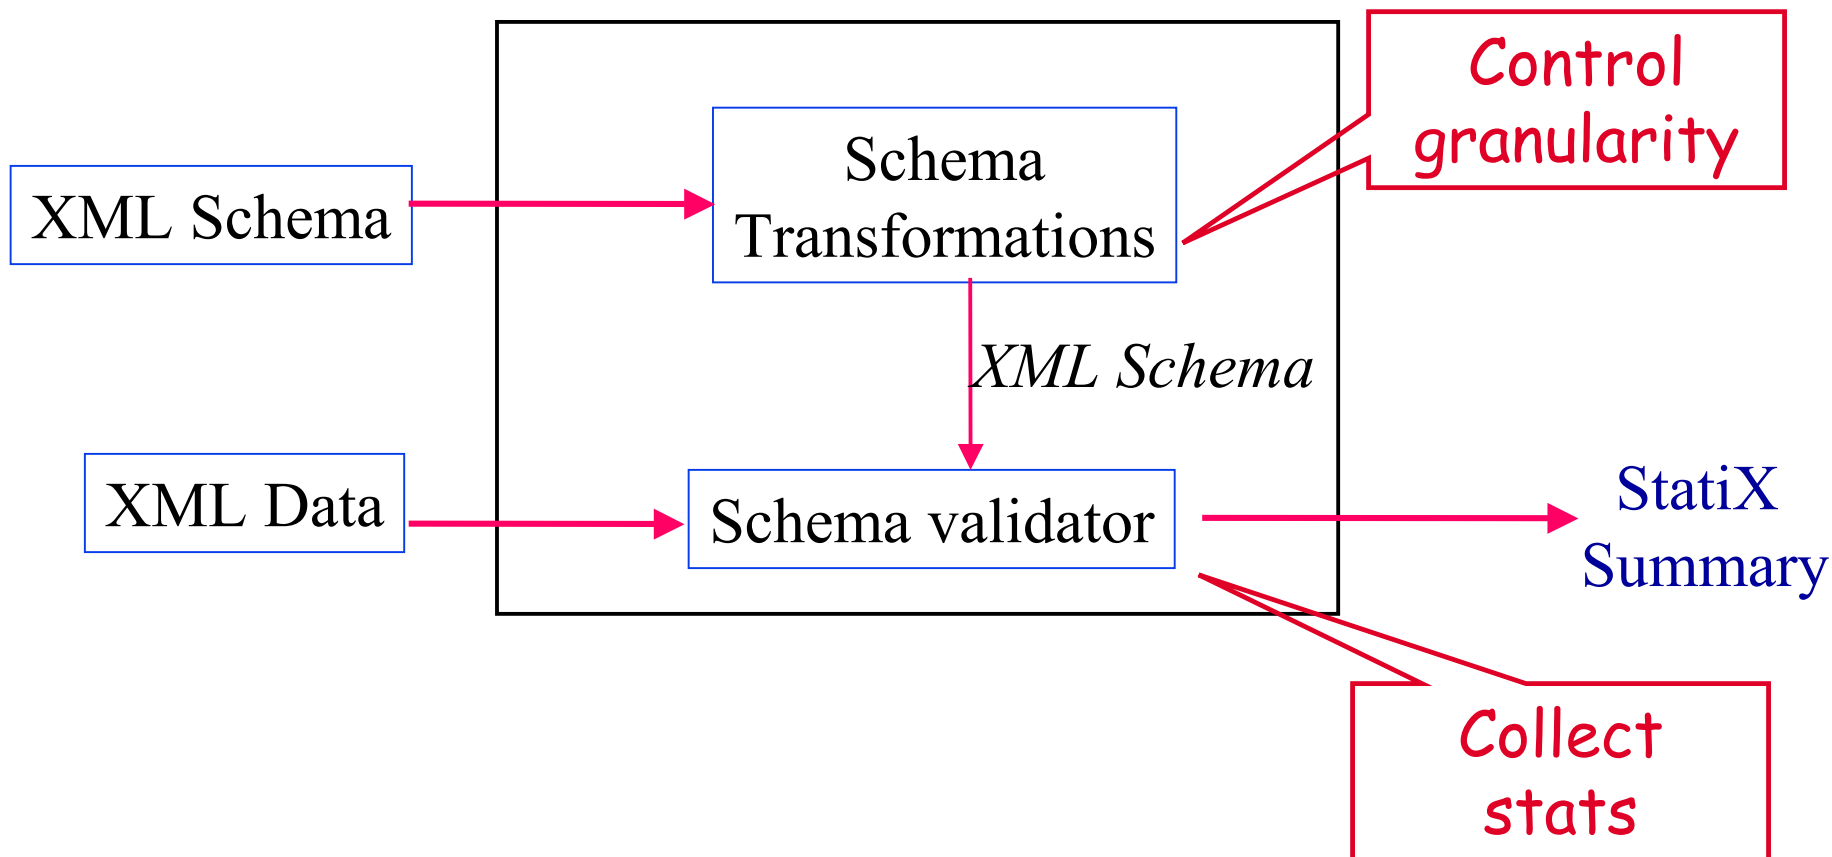 Control
granularity
Schema
Transformations
XML Schema
XML Schema
XML Data
Schema validator
StatiX
Summary
Collect
stats